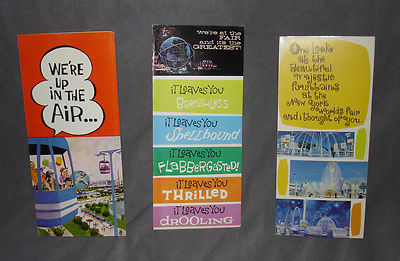 WE'RE
UP
IN THE
AIR...
we're at the
FAIR
and its the
GREATEST!
it Leaves You
BREATHLESS
it Leaves You
Spellbound
it Leaves You
FLABBERGASTED!
it Leaves You
THRILLED
it Leaves You
DROOLING
One look
at the
Beautiful
majestic
fountains
at the
New York
worlds fair
and i thought of you